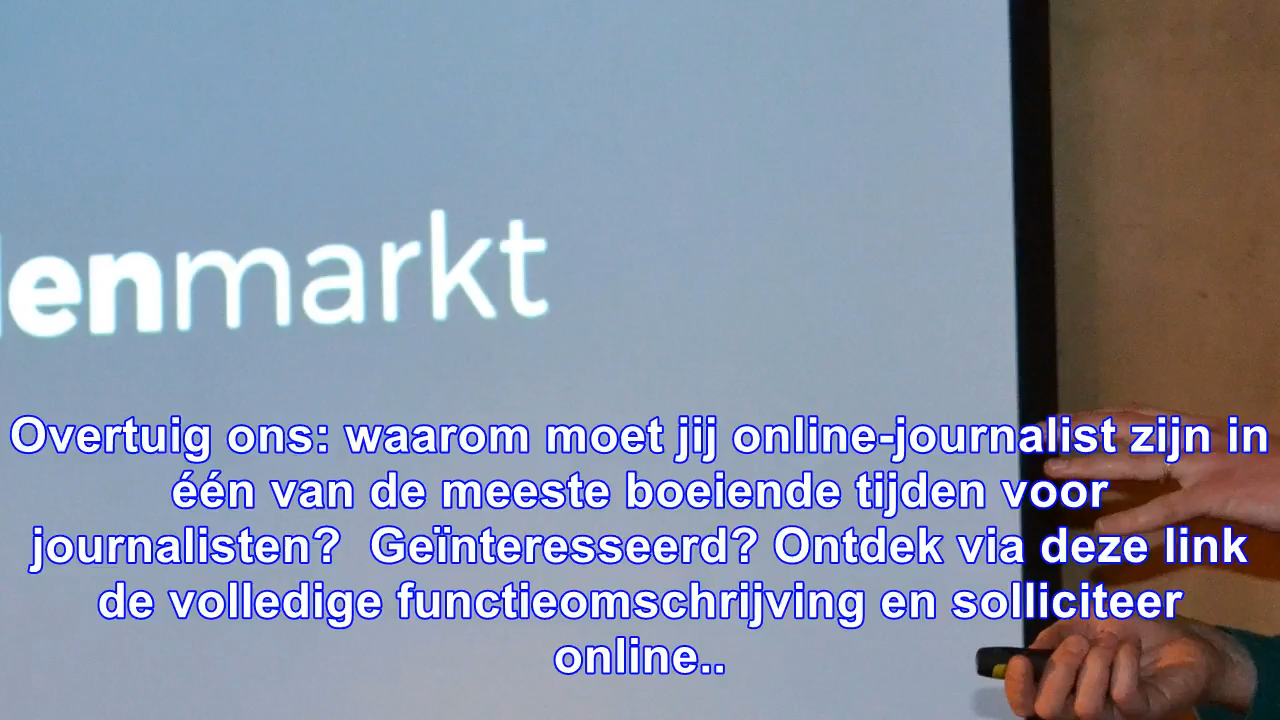 enmarkt
Overtuig ons: waarom moet jij online-journalist zijn in
één van de meeste boeiende tijden voor
journalisten?  Geïnteresseerd? Ontdek via deze link
de volledige functieomschrijving en solliciteer
online..